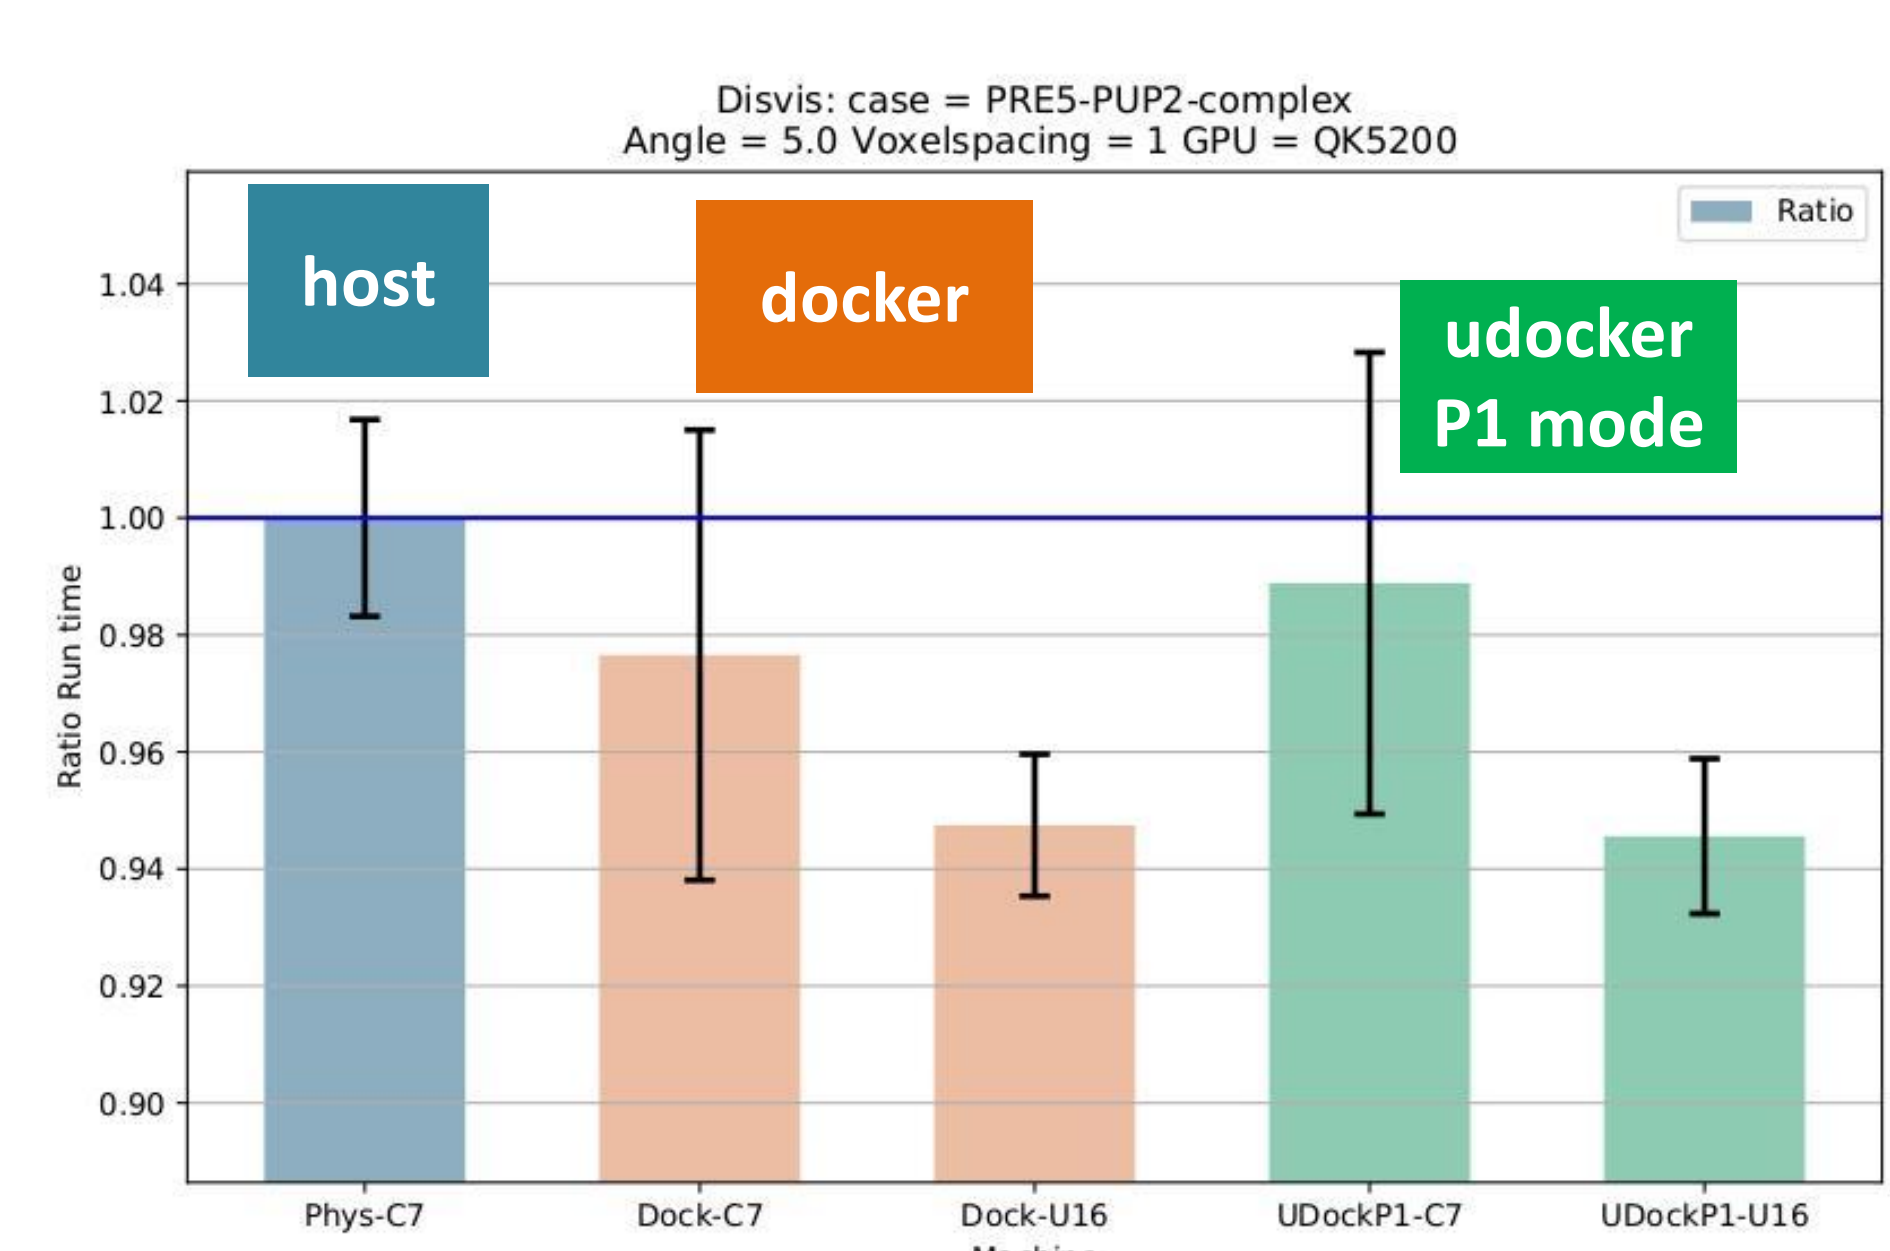 Disvis: case = PRE5-PUP2-complex
Angle = 5.0 Voxelspacing = 1 GPU = QK5200
Ratio
host
docker
udocker
P1 mode
1.04
1.02
1.00
0.98
0.96
0.94
0.92
0.90
Ratio Run time
Phys-C7
Dock-C7
Dock-U16
UDockP1-C7
UDockP1-U16